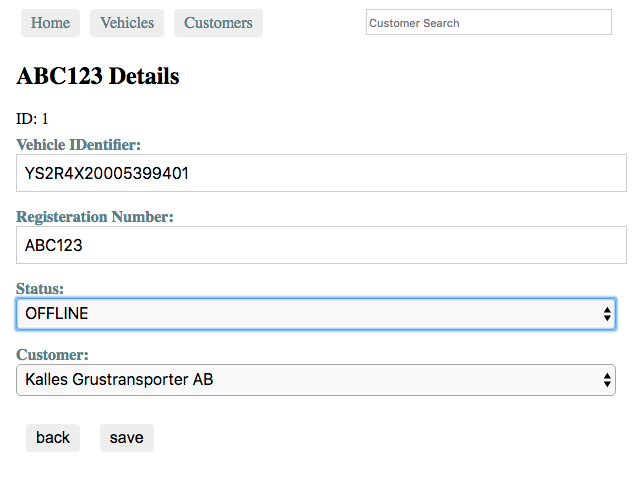 Home Vehicles Customers Customer Search
ABC123 Details
ID: 1
Vehicle IDentifier:
YS2R4X20005399401
Registeration Number:
ABC123
Status:
OFFLINE
Customer:
Kalles Grustransporter AB
back save